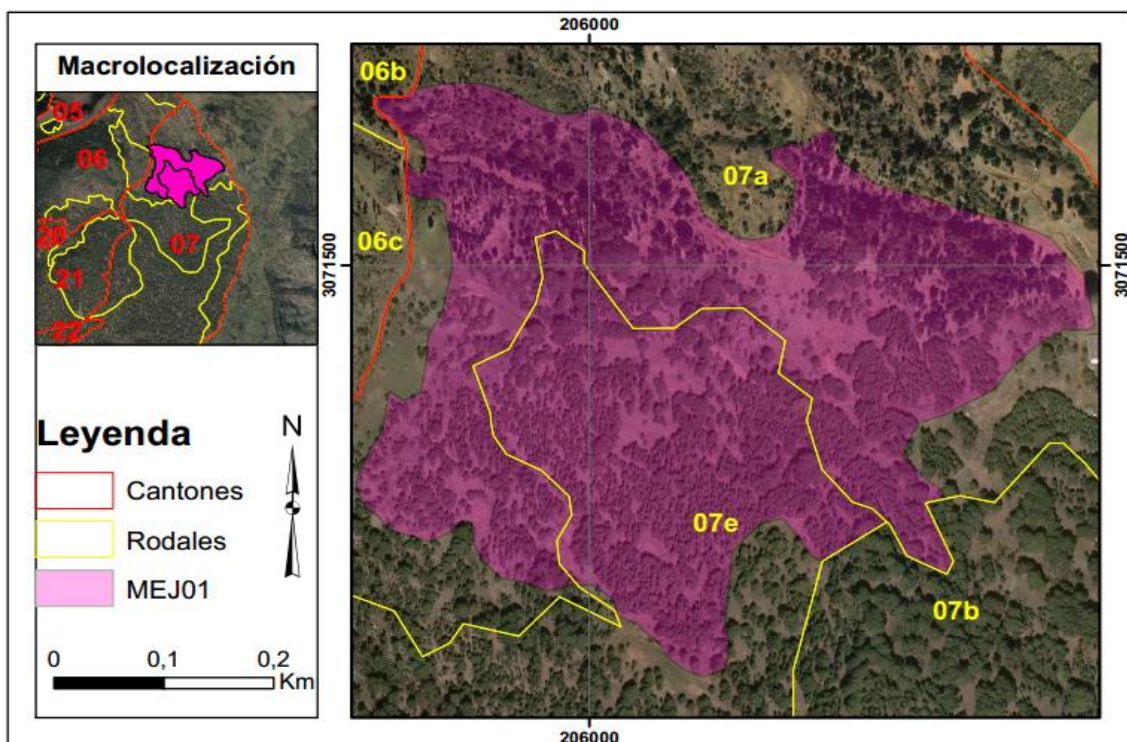 206000
Macrolocalización
05
06
07
20
21
22
Leyenda
N
Cantones
Rodales
MEJ01
0 0,1 0,2
Km
06b
07a
06c
3071500
3071500
07e
07b
206000